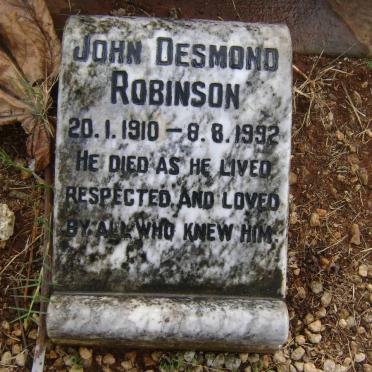 John Desmond
Robinson
20.1.1910 – 8.8.1992
He died as he lived
respected and loved
by all who knew him.